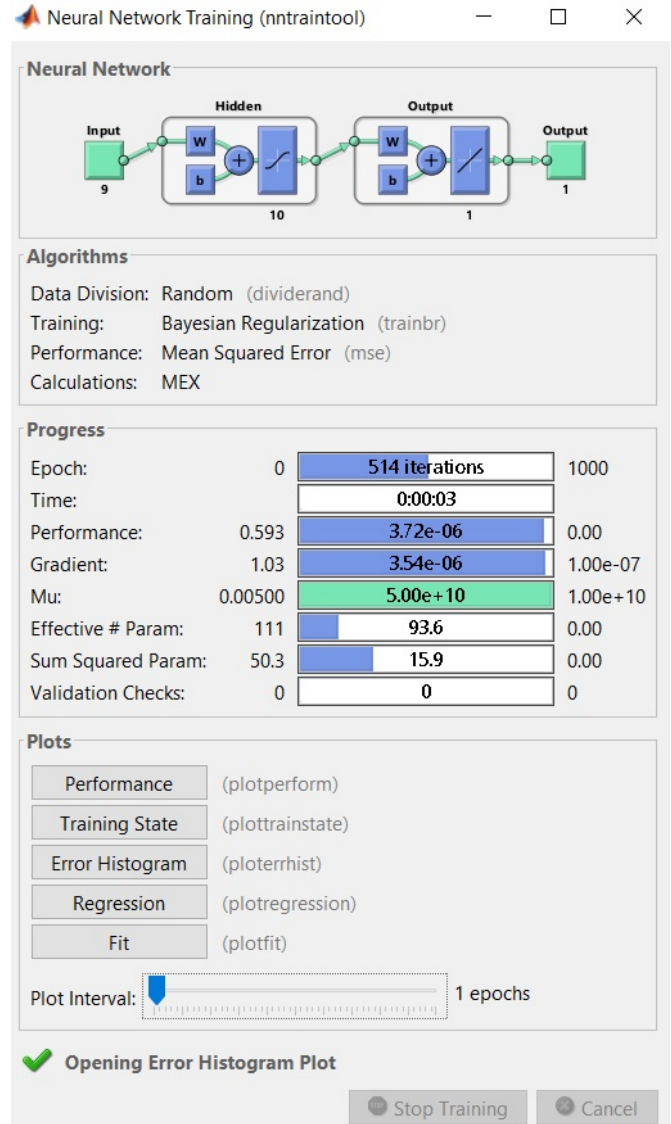 Neural Network Training (nntraintool)
Neural Network
Hidden Output
Input Output
W W
b b
9 10 1 1
Algorithms
Data Division: Random (dividerand)
Training: Bayesian Regularization (trainbr)
Performance: Mean Squared Error (mse)
Calculations: MEX
Progress
Epoch: 0 514 iterations 1000
Time: 0:00:03
Performance: 0.593 3.72e-06 0.00
Gradient: 1.03 3.54e-06 1.00e-07
Mu: 0.00500 5.00e+10 1.00e+10
Effective # Param: 111 93.6 0.00
Sum Squared Param: 50.3 15.9 0.00
Validation Checks: 0 0 0
Plots
Performance (plotperform)
Training State (plottrainstate)
Error Histogram (ploterrhist)
Regression (plotregression)
Fit (plotfit)
Plot Interval: 1 epochs
Opening Error Histogram Plot
Stop Training Cancel